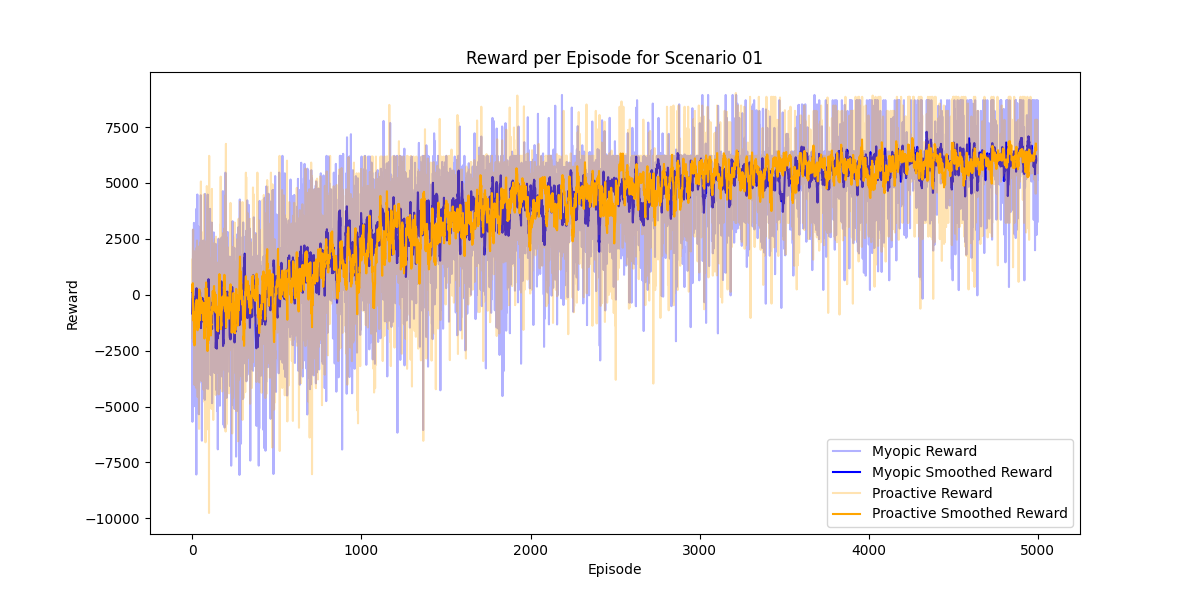 Reward per Episode for Scenario 01
Reward
7500
5000
2500
0
−2500
−5000
−7500
−10000
0 1000 2000 3000 4000 5000
Episode
Myopic Reward
Myopic Smoothed Reward
Proactive Reward
Proactive Smoothed Reward